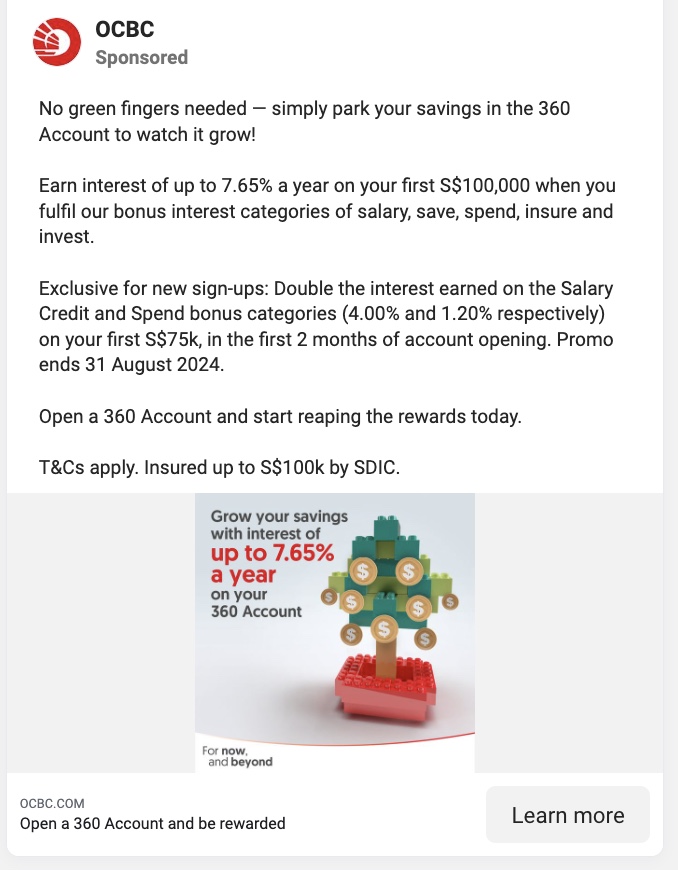 OCBC
Sponsored
No green fingers needed — simply park your savings in the 360
Account to watch it grow!
Earn interest of up to 7.65% a year on your first S$100,000 when you
fulfil our bonus interest categories of salary, save, spend, insure and
invest.
Exclusive for new sign-ups: Double the interest earned on the Salary
Credit and Spend bonus categories (4.00% and 1.20% respectively)
on your first S$75k, in the first 2 months of account opening. Promo
ends 31 August 2024.
Open a 360 Account and start reaping the rewards today.
T&Cs apply. Insured up to S$100k by SDIC.
Grow your savings
with interest of
up to 7.65%
a year
on your
360 Account
$ $
$ $ $ $
$ $ $
For now,
and beyond
OCBC.COM
Open a 360 Account and be rewarded
Learn more